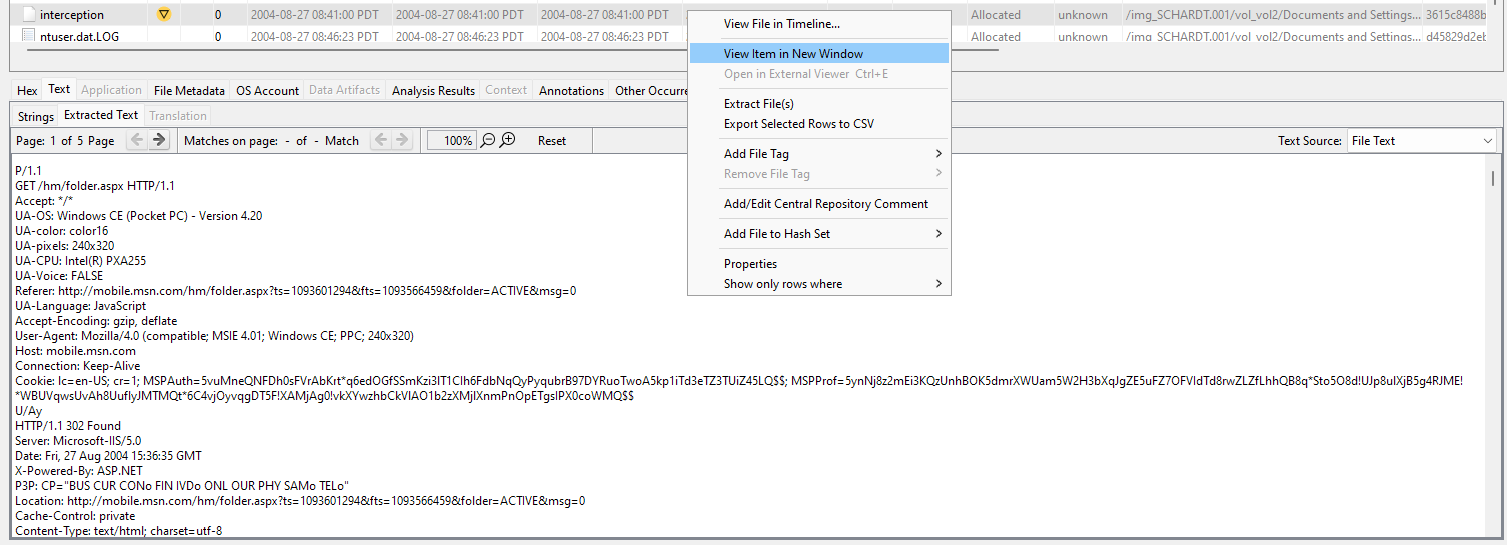 interception 0 2004-08-27 08:41:00 PDT 2004-08-27 08:41:00 PDT 2004-08-27 08:41:00 PDT Allocated unknown /img_SCHARDT.001/vol_vol2/Documents and Settings... 3615c8488b
ntuser.dat.LOG 0 2004-08-27 08:46:23 PDT 2004-08-27 08:46:23 PDT 2004-08-27 08:46:23 PDT Allocated unknown /img_SCHARDT.001/vol_vol2/Documents and Settings... d45829d2eb
View File in Timeline...
View Item in New Window
Open in External Viewer Ctrl+E
Extract File(s)
Export Selected Rows to CSV
Add File Tag
Remove File Tag
Add/Edit Central Repository Comment
Add File to Hash Set
Properties
Show only rows where
Hex Text Application File Metadata OS Account Data Artifacts Analysis Results Context Annotations Other Occurre
Strings Extracted Text Translation
Page: 1 of 5 Page Matches on page: - of - Match 100% Reset Text Source: File Text
P/1.1
GET /hm/folder.aspx HTTP/1.1
Accept: */*
UA-OS: Windows CE (Pocket PC) - Version 4.20
UA-color: color16
UA-pixels: 240x320
UA-CPU: Intel(R) PXA255
UA-Voice: FALSE
Referer: http://mobile.msn.com/hm/folder.aspx?ts=1093601294&fts=1093566459&folder=ACTIVE&msg=0
UA-Language: JavaScript
Accept-Encoding: gzip, deflate
User-Agent: Mozilla/4.0 (compatible; MSIE 4.01; Windows CE; PPC; 240x320)
Host: mobile.msn.com
Connection: Keep-Alive
Cookie: lc=en-US; cr=1; MSPAuth=5vuMneQNFDh0sFVrAbKrt*q6edOGfSSmKzi3IT1CIh6FdbNqQyPyqubrB97DYRuoTwoA5kp1iTd3eTZ3TUiZ45LQ$$; MSPProf=5ynNj8z2mEi3KQzUnhBOK5dmrXWUam5W2H3bXqJgZE5uFZ7OFVIdTd8rwZLZfLhhQB8q*Sto5O8d!UJp8ulXjB5g4RJME!
*WBUVqwsUvAh8UufIyJMTMQt*6C4vjOyvqgDT5F!XAMjAg0!vkXYwzhbCkVIAO1b2zXMjIXnmPnOpETgsIPX0coWMQ$$
U/Ay
HTTP/1.1 302 Found
Server: Microsoft-IIS/5.0
Date: Fri, 27 Aug 2004 15:36:35 GMT
X-Powered-By: ASP.NET
P3P: CP="BUS CUR CONo FIN IVDo ONL OUR PHY SAMo TELo"
Location: http://mobile.msn.com/hm/folder.aspx?ts=1093601294&fts=1093566459&folder=ACTIVE&msg=0
Cache-Control: private
Content-Type: text/html; charset=utf-8